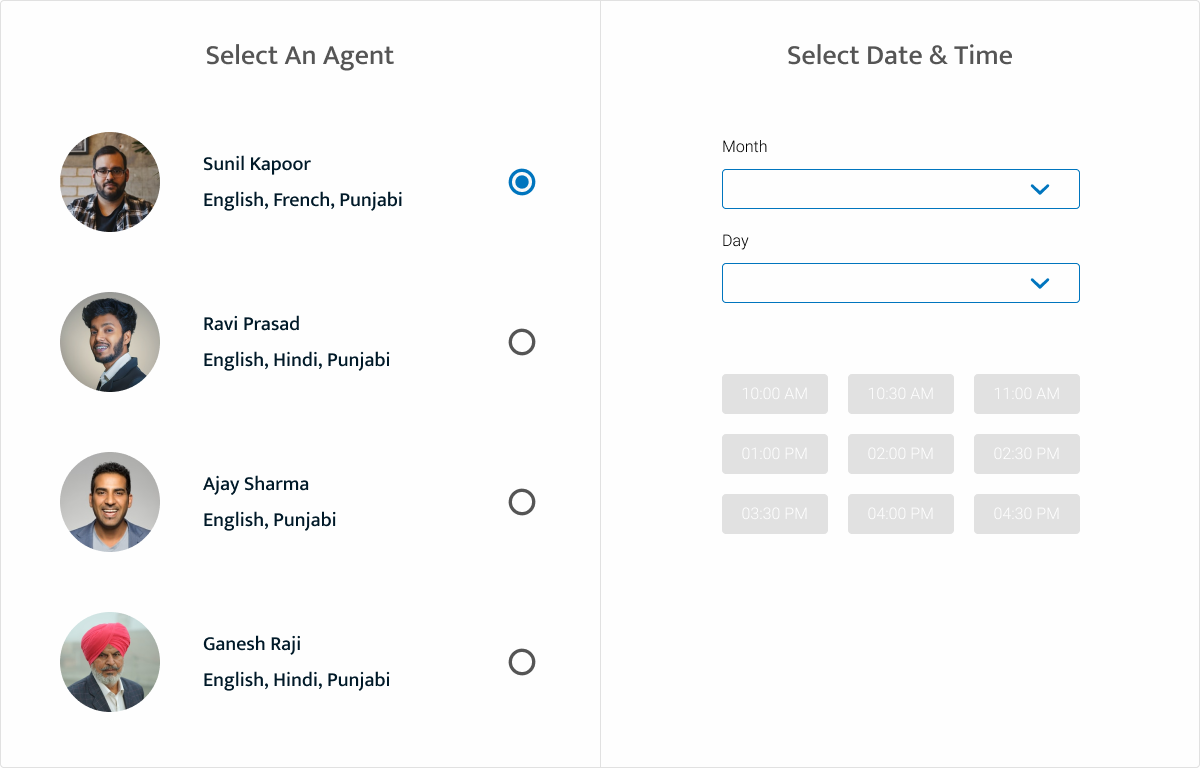 Select An Agent
Sunil Kapoor
English, French, Punjabi
Ravi Prasad
English, Hindi, Punjabi
Ajay Sharma
English, Punjabi
Ganesh Raji
English, Hindi, Punjabi
Select Date & Time
Month
Day
10:00 AM 10:30 AM 11:00 AM
01:00 PM 02:00 PM 02:30 PM
03:30 PM 04:00 PM 04:30 PM